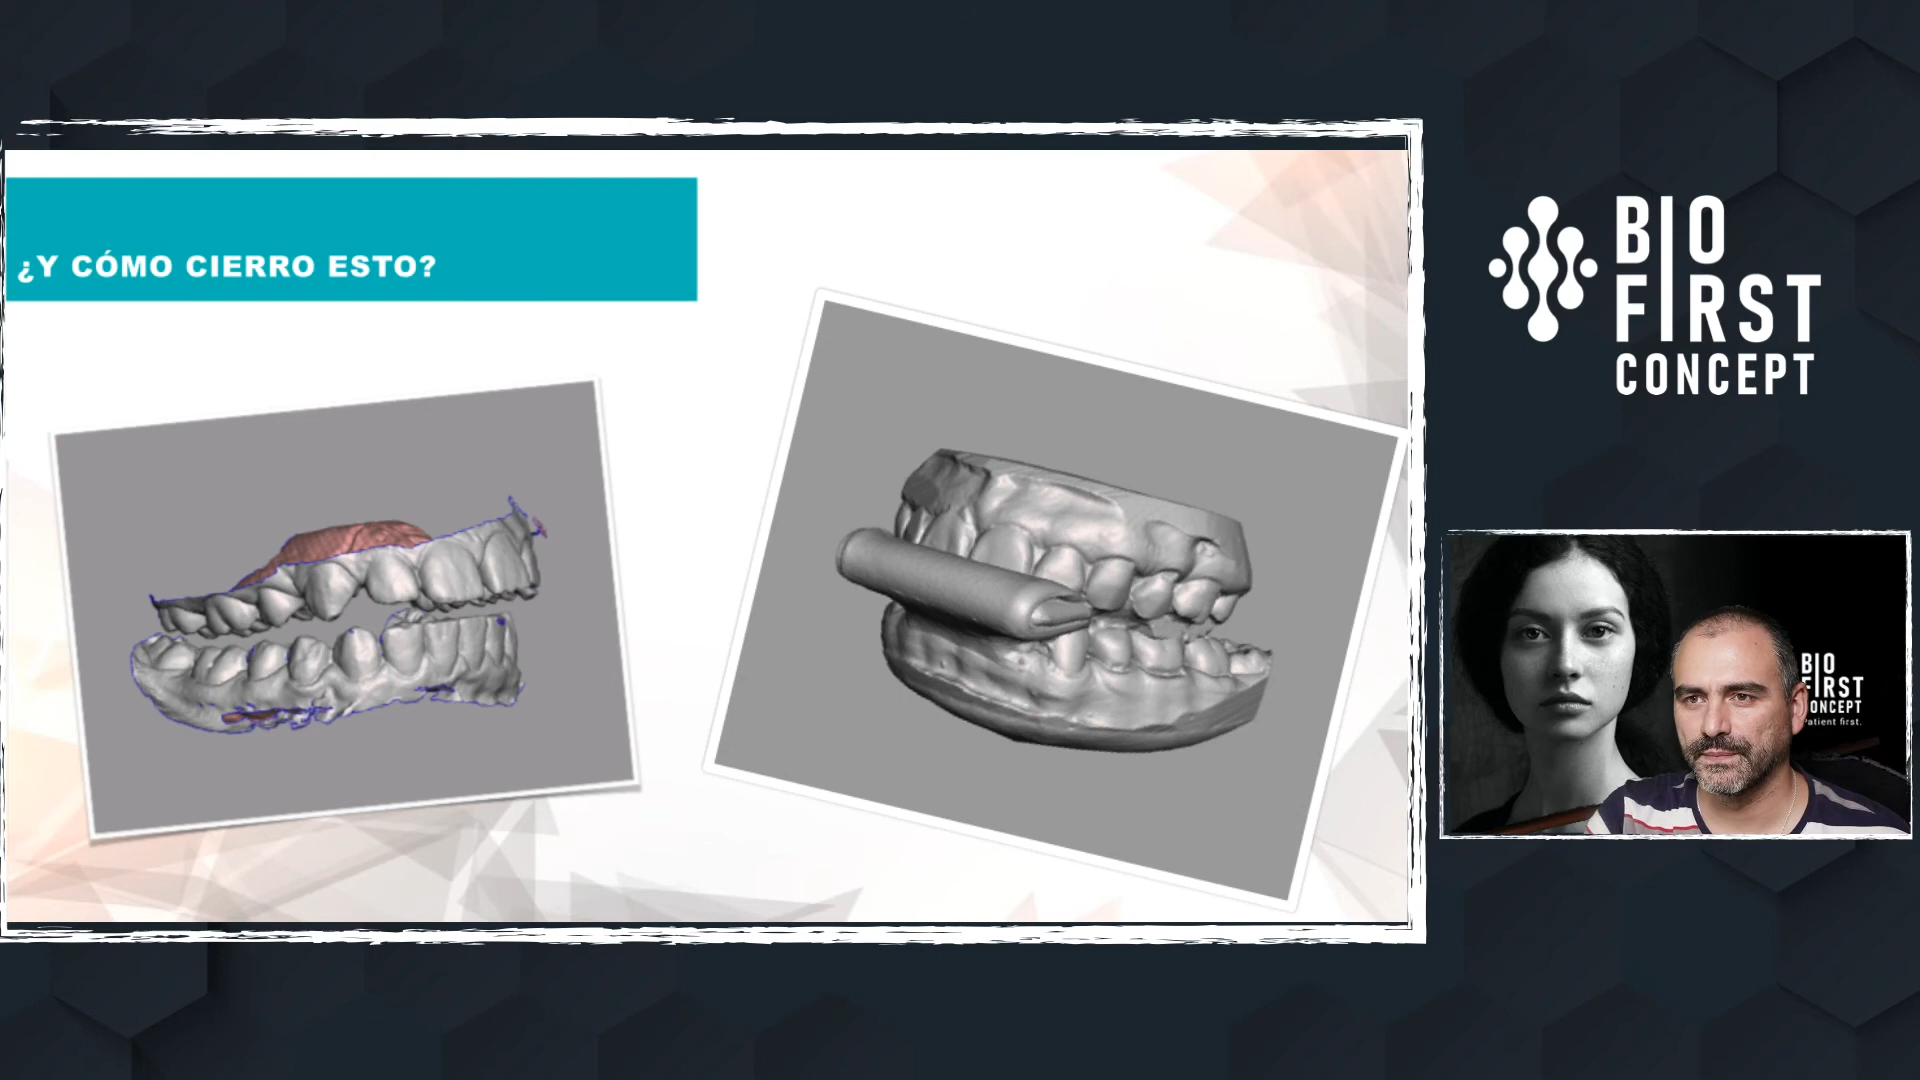 ¿Y CÓMO CIERRO ESTO?
BIO
FIRST
CONCEPT
BIO
FIRST
CONCEPT
Patient first.